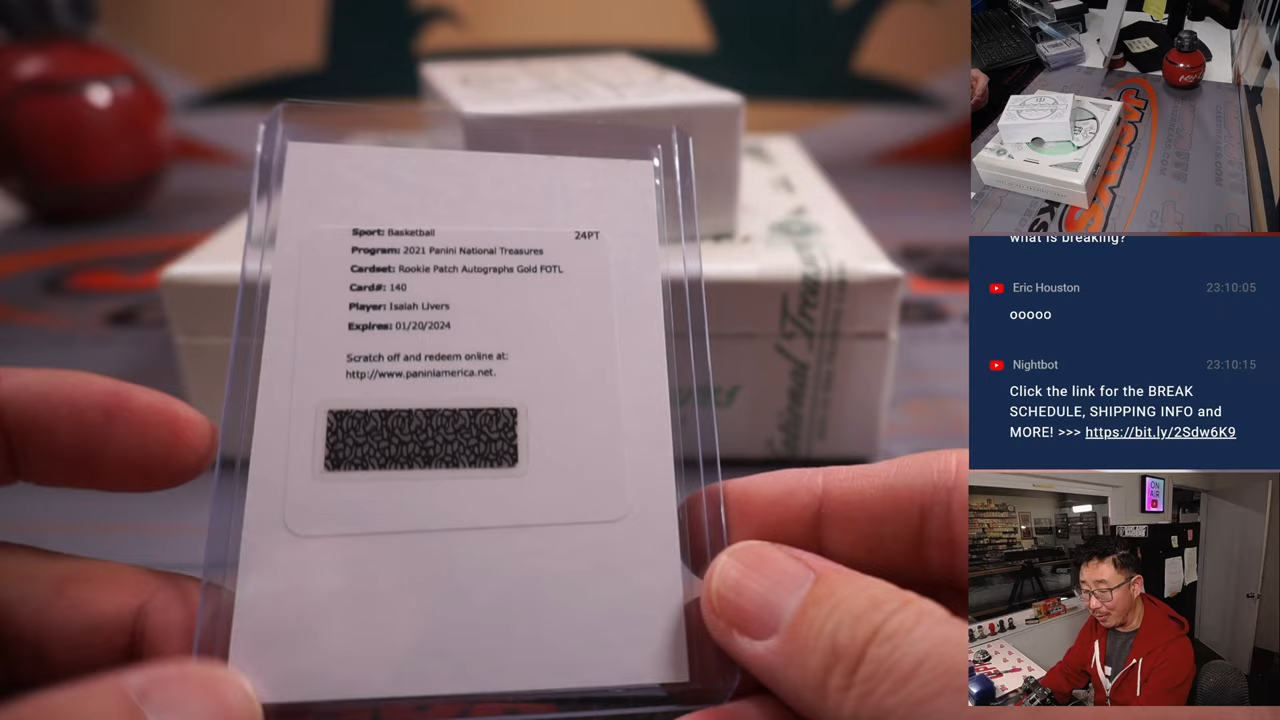 Sport: Basketball
24PT
Program: 2021 Panini National Treasures
Cardset: Rookie Patch Autographs Gold FOTL
Card#: 140
Player: Isaiah Livers
Expires: 01/20/2024
Scratch off and redeem online at:
http://www.paniniamerica.net.
National Treasures
what is breaking?
Eric Houston 23:10:05
ooooo
Nightbot 23:10:15
Click the link for the BREAK
SCHEDULE, SHIPPING INFO and
MORE! >>> https://bit.ly/2Sdw6K9
ON
AIR